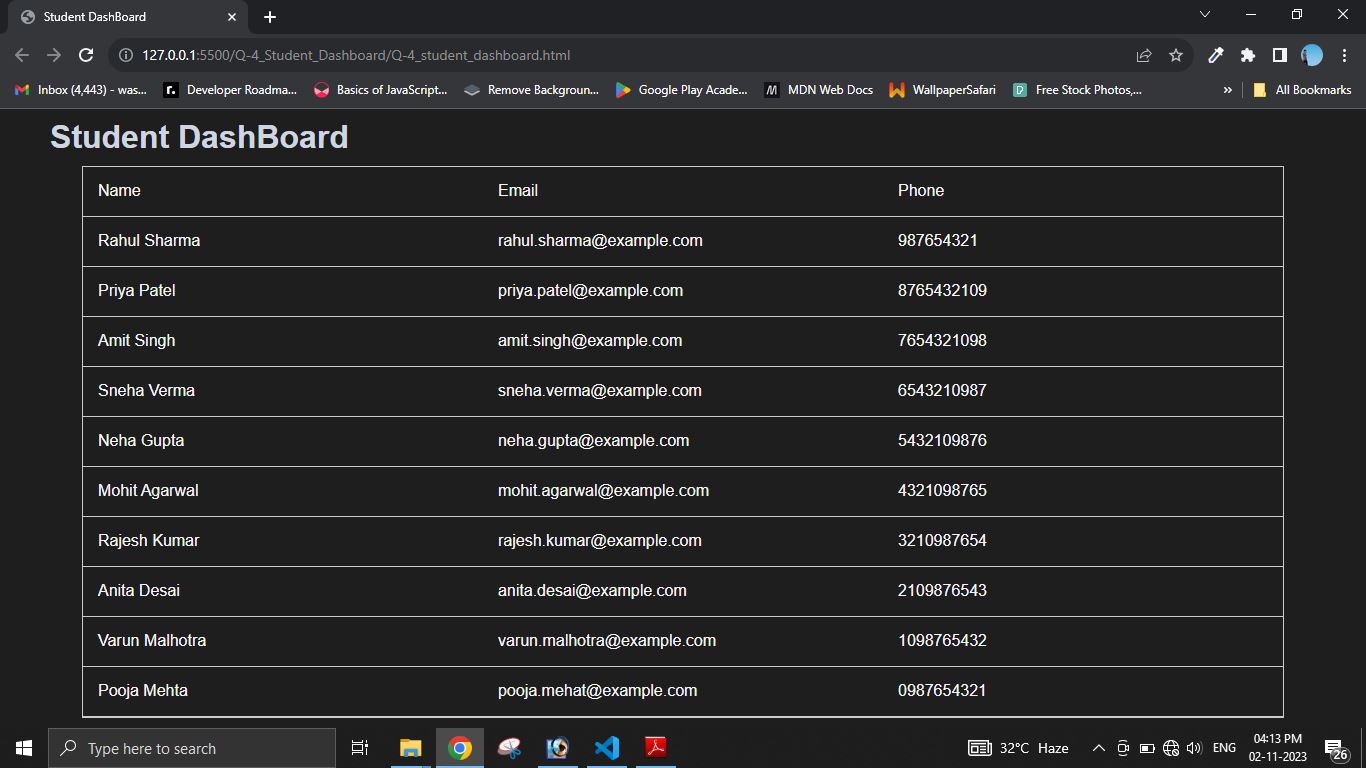 Student DashBoard
127.0.0.1:5500/Q-4_Student_Dashboard/Q-4_student_dashboard.html
Inbox (4,443) - was... Developer Roadma... Basics of JavaScript... Remove Backgroun... Google Play Acade... MDN Web Docs WallpaperSafari Free Stock Photos,... » All Bookmarks
Student DashBoard
Name Email Phone
Rahul Sharma rahul.sharma@example.com 987654321
Priya Patel priya.patel@example.com 8765432109
Amit Singh amit.singh@example.com 7654321098
Sneha Verma sneha.verma@example.com 6543210987
Neha Gupta neha.gupta@example.com 5432109876
Mohit Agarwal mohit.agarwal@example.com 4321098765
Rajesh Kumar rajesh.kumar@example.com 3210987654
Anita Desai anita.desai@example.com 2109876543
Varun Malhotra varun.malhotra@example.com 1098765432
Pooja Mehta pooja.mehat@example.com 0987654321
Type here to search 32°C Haze ENG 04:13 PM 26
02-11-2023